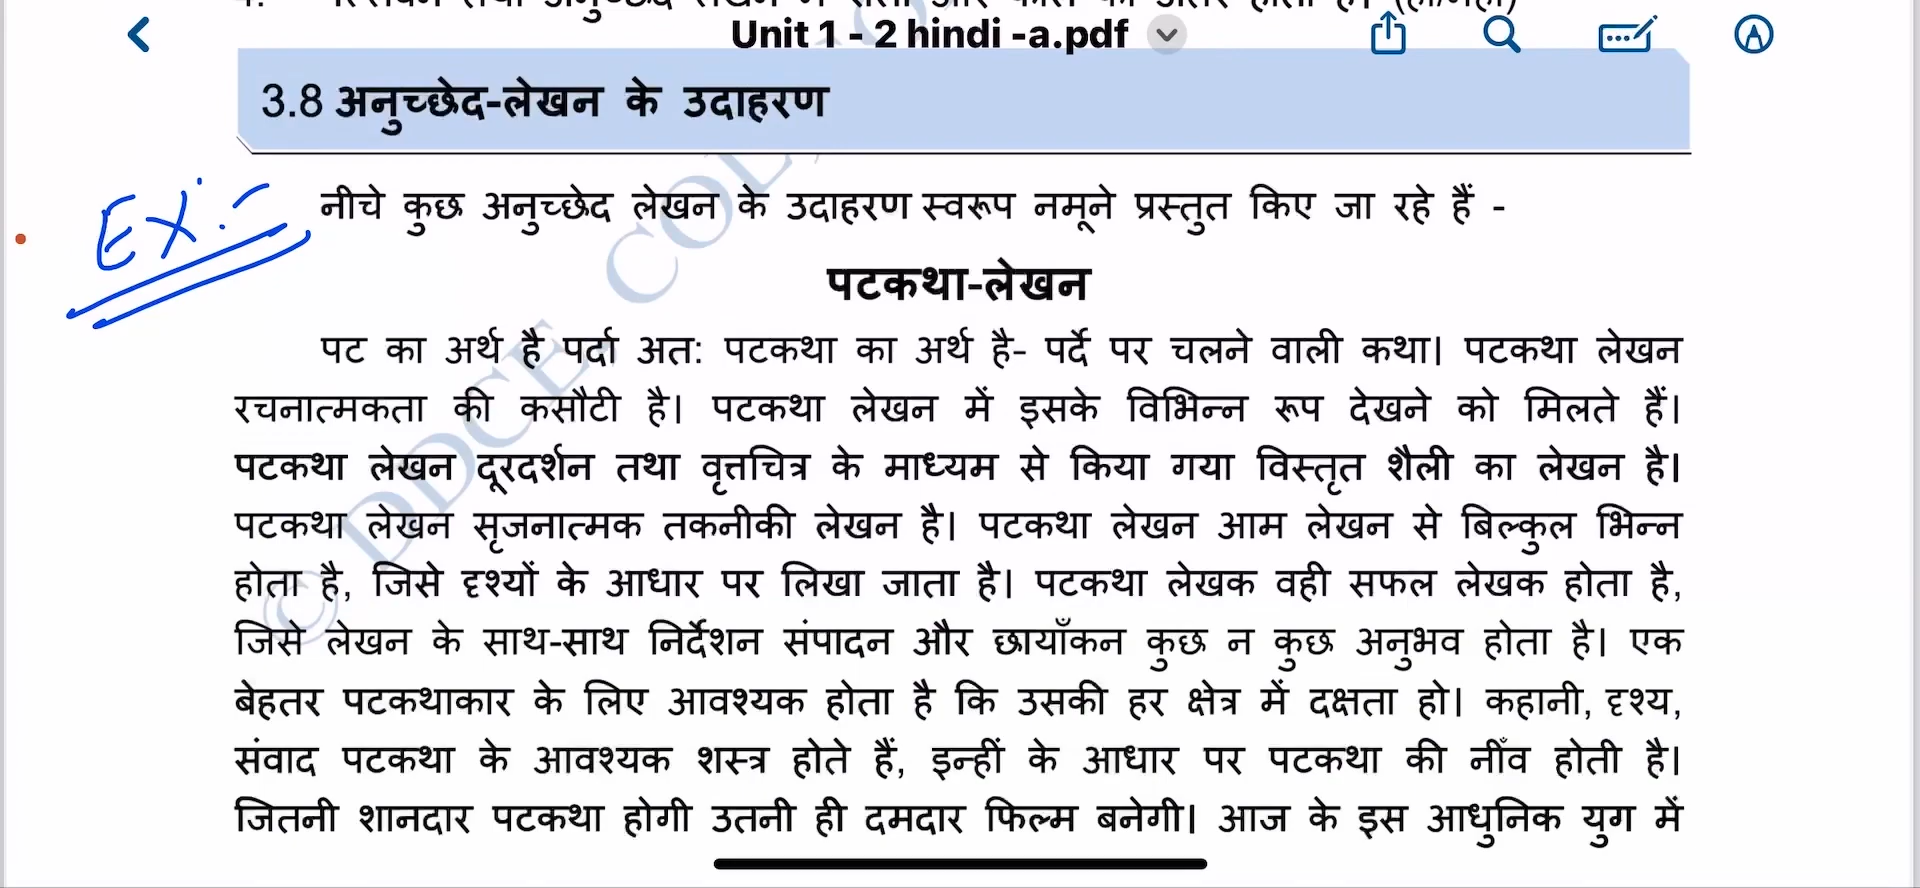 Unit 1 - 2 hindi -a.pdf
3.8 अनुच्छेद-लेखन के उदाहरण
EX:-
नीचे कुछ अनुच्छेद लेखन के उदाहरण स्वरूप नमूने प्रस्तुत किए जा रहे हैं -
पटकथा-लेखन
पट का अर्थ है पर्दा अत: पटकथा का अर्थ है- पर्दे पर चलने वाली कथा। पटकथा लेखन
रचनात्मकता की कसौटी है। पटकथा लेखन में इसके विभिन्न रूप देखने को मिलते हैं।
पटकथा लेखन दूरदर्शन तथा वृत्तचित्र के माध्यम से किया गया विस्तृत शैली का लेखन है।
पटकथा लेखन सृजनात्मक तकनीकी लेखन है। पटकथा लेखन आम लेखन से बिल्कुल भिन्न
होता है, जिसे दृश्यों के आधार पर लिखा जाता है। पटकथा लेखक वही सफल लेखक होता है,
जिसे लेखन के साथ-साथ निर्देशन संपादन और छायाँकन कुछ न कुछ अनुभव होता है। एक
बेहतर पटकथाकार के लिए आवश्यक होता है कि उसकी हर क्षेत्र में दक्षता हो। कहानी, दृश्य,
संवाद पटकथा के आवश्यक शस्त्र होते हैं, इन्हीं के आधार पर पटकथा की नींव होती है।
जितनी शानदार पटकथा होगी उतनी ही दमदार फिल्म बनेगी। आज के इस आधुनिक युग में
© DDCE, COL